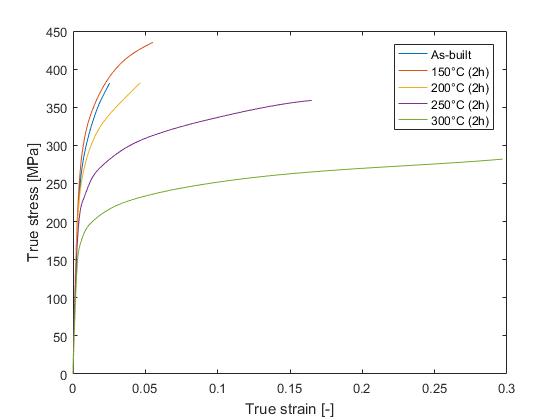 450
400
350
300
250
200
150
100
50
0
True stress [MPa]
As-built
150°C (2h)
200°C (2h)
250°C (2h)
300°C (2h)
0 0.05 0.1 0.15 0.2 0.25 0.3
True strain [-]